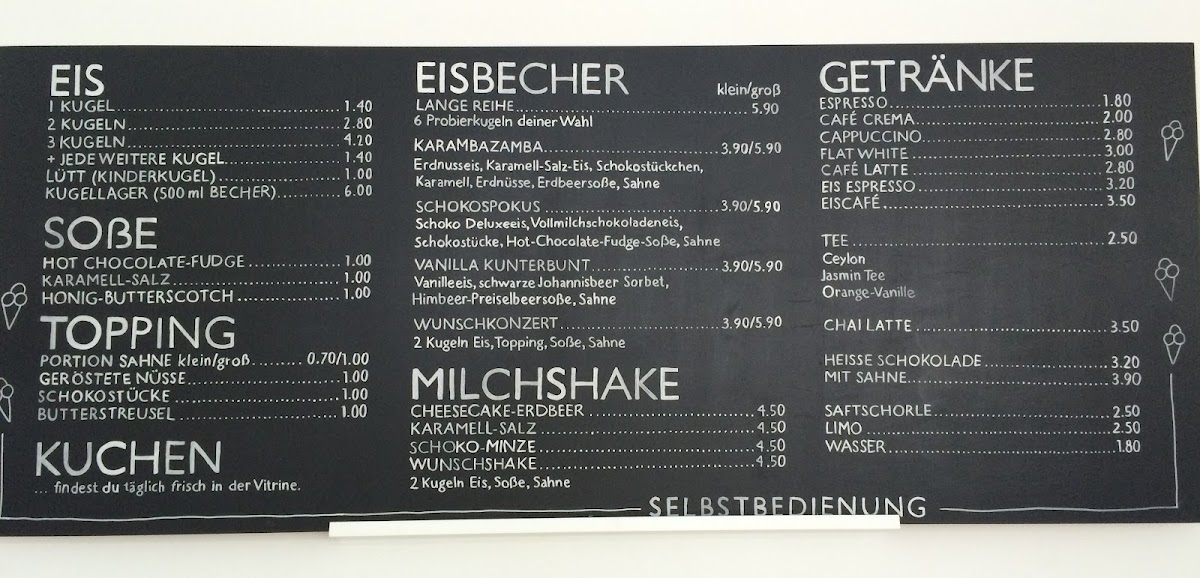 EIS
1 KUGEL 1.40
2 KUGELN 2.80
3 KUGELN 4.20
+ JEDE WEITERE KUGEL 1.40
LÜTT (KINDERKUGEL) 1.00
KUGELLAGER (500 ml BECHER) 6.00
SOßE
HOT CHOCOLATE-FUDGE 1.00
KARAMELL-SALZ 1.00
HONIG-BUTTERSCOTCH 1.00
TOPPING
PORTION SAHNE klein/groß 0.70/1.00
GERÖSTETE NÜSSE 1.00
SCHOKOSTÜCKE 1.00
BUTTERSTREUSEL 1.00
KUCHEN
... findest du täglich frisch in der Vitrine.
EISBECHER klein/groß
LANGE REIHE 5.90
6 Probierkugeln deiner Wahl
KARAMBAZAMBA 3.90/5.90
Erdnusseis, Karamell-Salz-Eis, Schokostückchen,
Karamell, Erdnüsse, Erdbeersoße, Sahne
SCHOKOSPOKUS 3.90/5.90
Schoko Deluxeeis, Vollmilchschokoladeneis,
Schokostücke, Hot-Chocolate-Fudge-Soße, Sahne
VANILLA KUNTERBUNT 3.90/5.90
Vanilleeis, schwarze Johannisbeer Sorbet,
Himbeer-Preiselbeersoße, Sahne
WUNSCHKONZERT 3.90/5.90
2 Kugeln Eis, Topping, Soße, Sahne
MILCHSHAKE
CHEESECAKE-ERDBEER 4.50
KARAMELL-SALZ 4.50
SCHOKO-MINZE 4.50
WUNSCHSHAKE 4.50
2 Kugeln Eis, Soße, Sahne
GETRÄNKE
ESPRESSO 1.80
CAFÉ CREMA 2.00
CAPPUCCINO 2.80
FLAT WHITE 3.00
CAFÉ LATTE 2.80
EIS ESPRESSO 3.20
EISCAFÉ 3.50
TEE 2.50
Ceylon
Jasmin Tee
Orange-Vanille
CHAI LATTE 3.50
HEISSE SCHOKOLADE 3.20
MIT SAHNE 3.90
SAFTSCHORLE 2.50
LIMO 2.50
WASSER 1.80
SELBSTBEDIENUNG